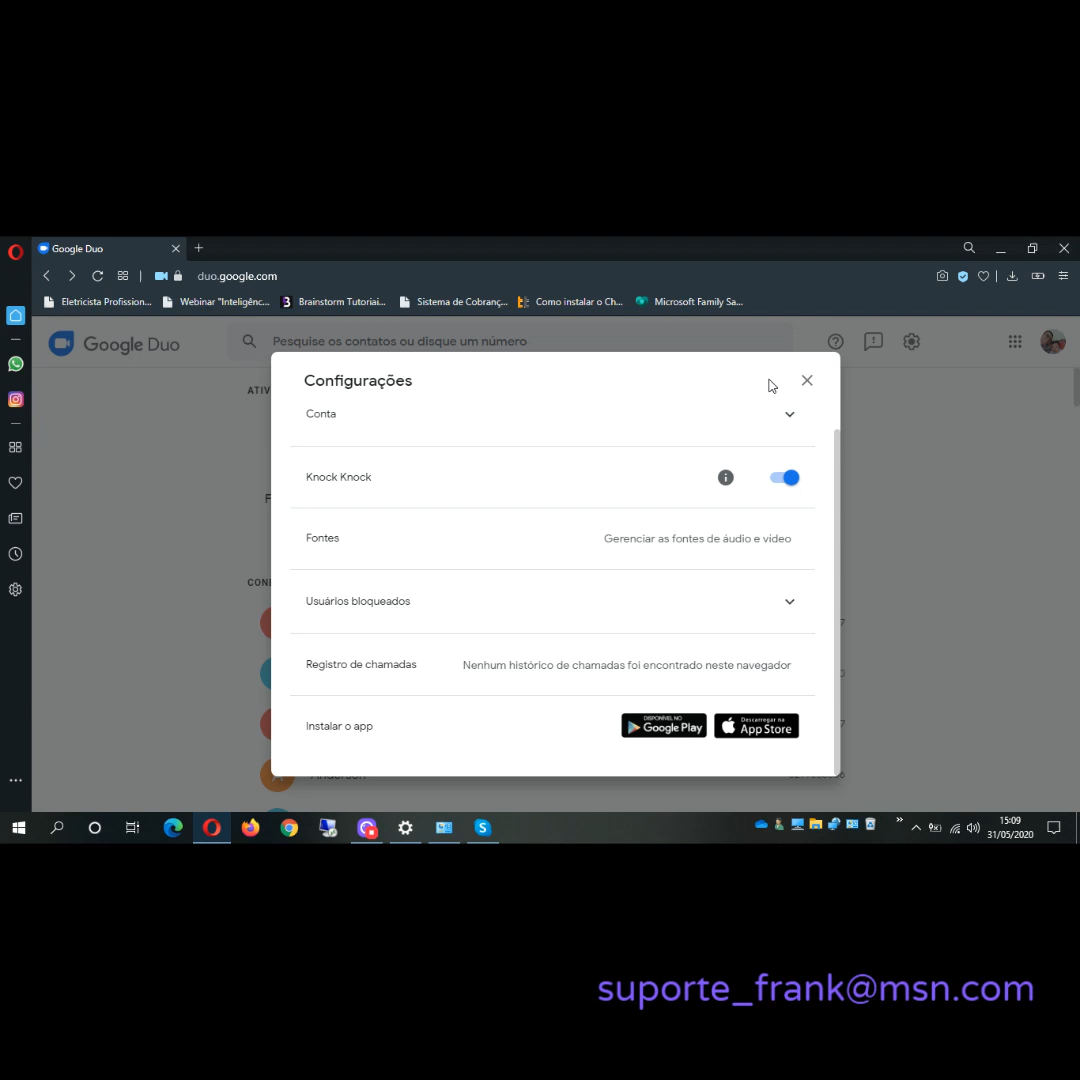 Google Duo
duo.google.com
Eletricista Profission...
Webinar "Inteligênc...
Brainstorm Tutoriai...
Sistema de Cobranç...
Como instalar o Ch...
Microsoft Family Sa...
Google Duo
Pesquise os contatos ou disque um número
ATIV
Configurações
Conta
Knock Knock
Fontes
Gerenciar as fontes de áudio e vídeo
CON
Usuários bloqueados
Registro de chamadas
Nenhum histórico de chamadas foi encontrado neste navegador
Instalar o app
DISPONÍVEL NO
Google Play
Descarregar na
App Store
15:09
31/05/2020
suporte_frank@msn.com